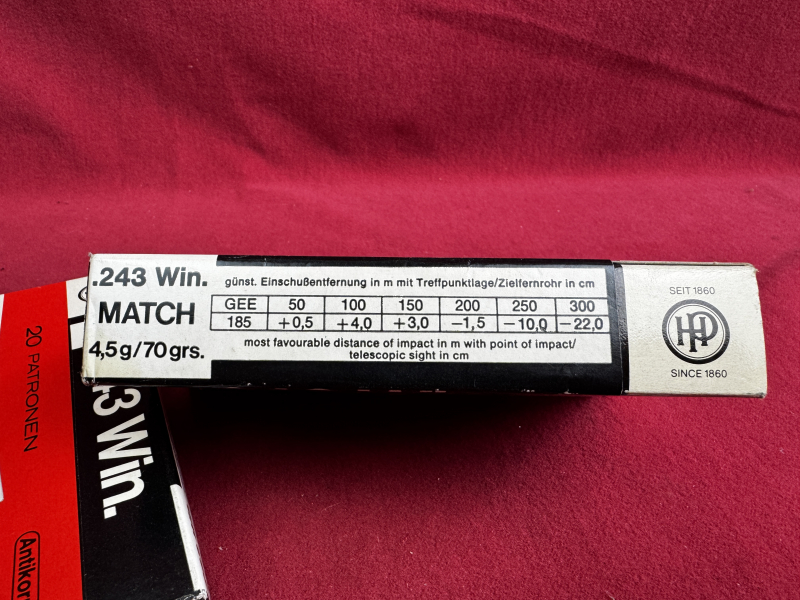 .243 Win.
MATCH
4,5g/70grs.
günst. Einschußentfernung in m mit Treffpunktlage/Zielfernrohr in cm
GEE 50 100 150 200 250 300
185 +0,5 +4,0 +3,0 −1,5 −10,0 −22,0
most favourable distance of impact in m with point of impact/
telescopic sight in cm
SEIT 1860
HP
SINCE 1860
20 PATRONEN
3 Win.
Antikor